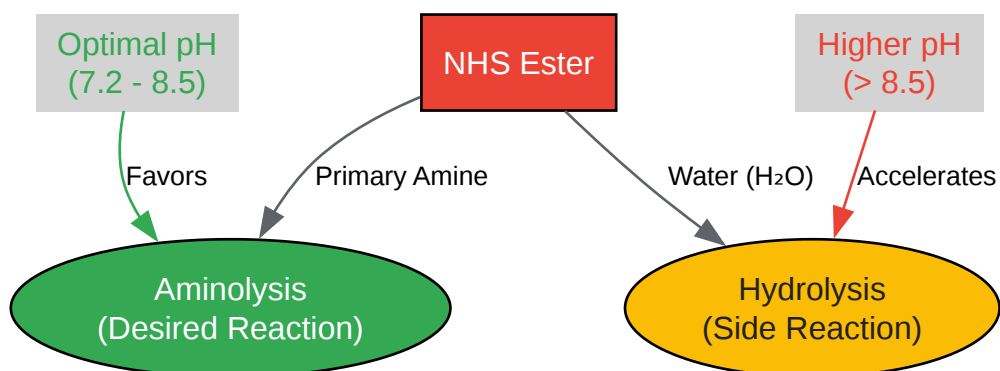 Optimal pH
(7.2 - 8.5)
NHS Ester
Higher pH
(> 8.5)
Favors
Primary Amine
Water (H₂O)
Accelerates
Aminolysis
(Desired Reaction)
Hydrolysis
(Side Reaction)